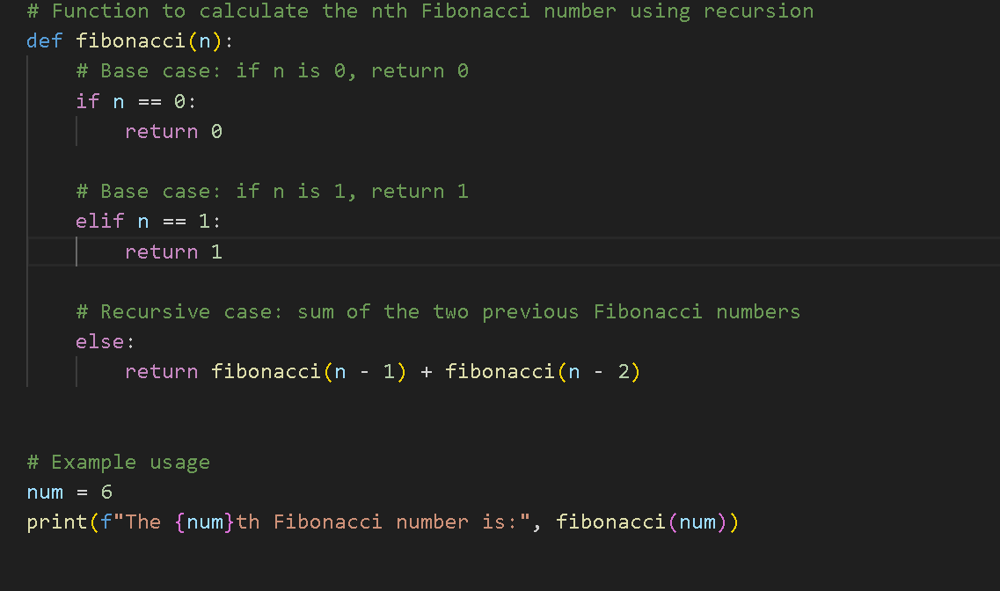 # Function to calculate the nth Fibonacci number using recursion
def fibonacci(n):
    # Base case: if n is 0, return 0
    if n == 0:
        return 0
    # Base case: if n is 1, return 1
    elif n == 1:
        return 1
    # Recursive case: sum of the two previous Fibonacci numbers
    else:
        return fibonacci(n - 1) + fibonacci(n - 2)
# Example usage
num = 6
print(f"The {num}th Fibonacci number is:", fibonacci(num))